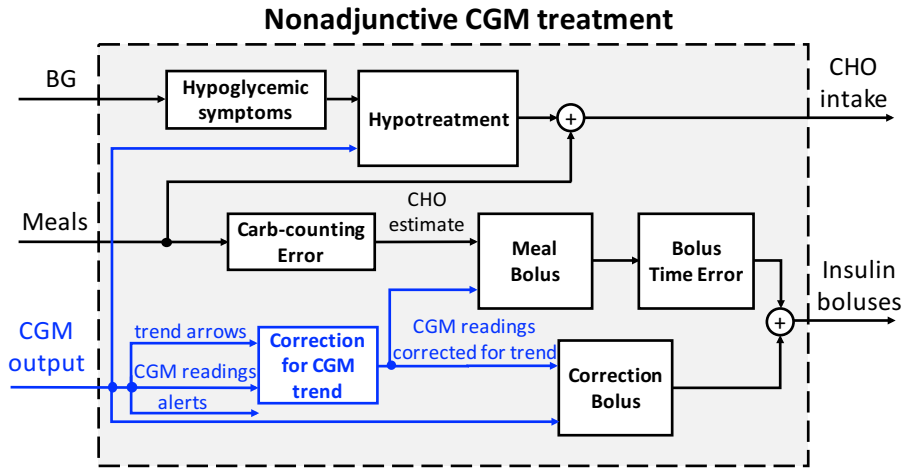 Nonadjunctive CGM treatment
BG
Hypoglycemic
symptoms
Hypotreatment
+
CHO
intake
Meals
Carb-counting
Error
CHO
estimate
Meal
Bolus
Bolus
Time Error
Insulin
boluses
+
CGM
output
trend arrows
CGM readings
alerts
Correction
for CGM
trend
CGM readings
corrected for trend
Correction
Bolus